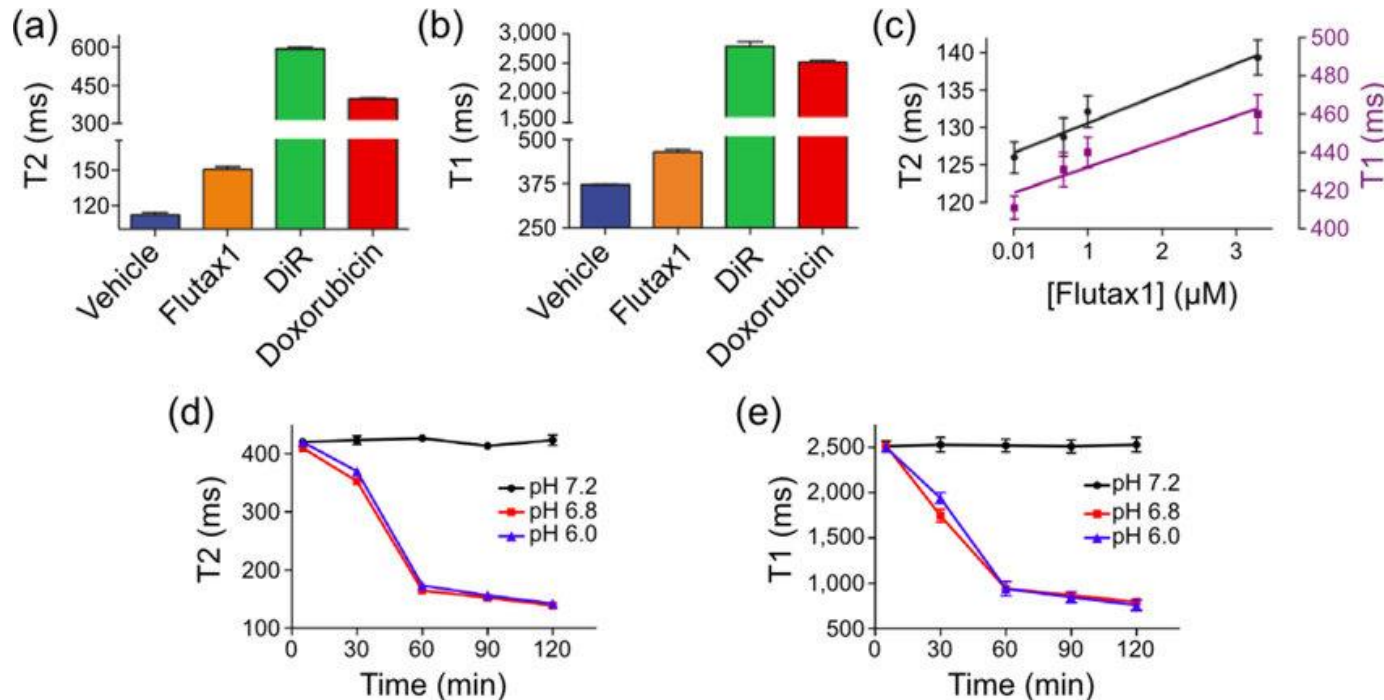 (a)
T2 (ms)
600
450
300
150
120
Vehicle
Flutax1
DiR
Doxorubicin
(b)
T1 (ms)
3,000
2,500
2,000
1,500
500
375
250
Vehicle
Flutax1
DiR
Doxorubicin
(c)
T2 (ms)
140
130
125
120
500
480
460
440
420
400
T1 (ms)
0.01 1 2 3
[Flutax1] (µM)
(d)
T2 (ms)
400
300
200
100
pH 7.2
pH 6.8
pH 6.0
0 30 60 90 120
Time (min)
(e)
T1 (ms)
2,500
2,000
1,500
1,000
500
pH 7.2
pH 6.8
pH 6.0
0 30 60 90 120
Time (min)